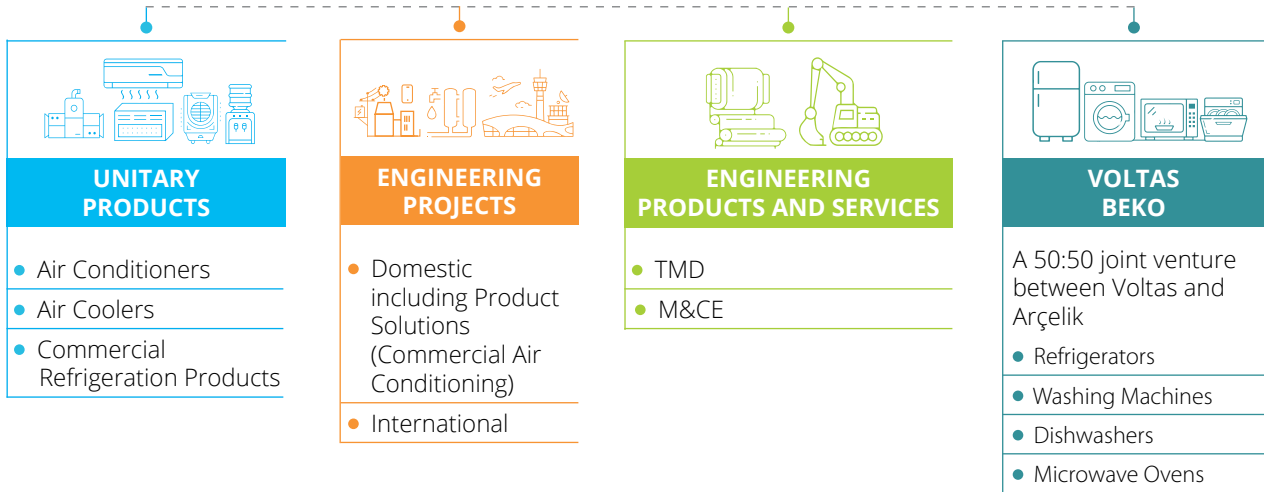 UNITARY
PRODUCTS
Air Conditioners
Air Coolers
Commercial
Refrigeration Products
ENGINEERING
PROJECTS
Domestic
including Product
Solutions
(Commercial Air
Conditioning)
International
ENGINEERING
PRODUCTS AND SERVICES
TMD
M&CE
VOLTAS
BEKO
A 50:50 joint venture
between Voltas and
Arçelik
Refrigerators
Washing Machines
Dishwashers
Microwave Ovens